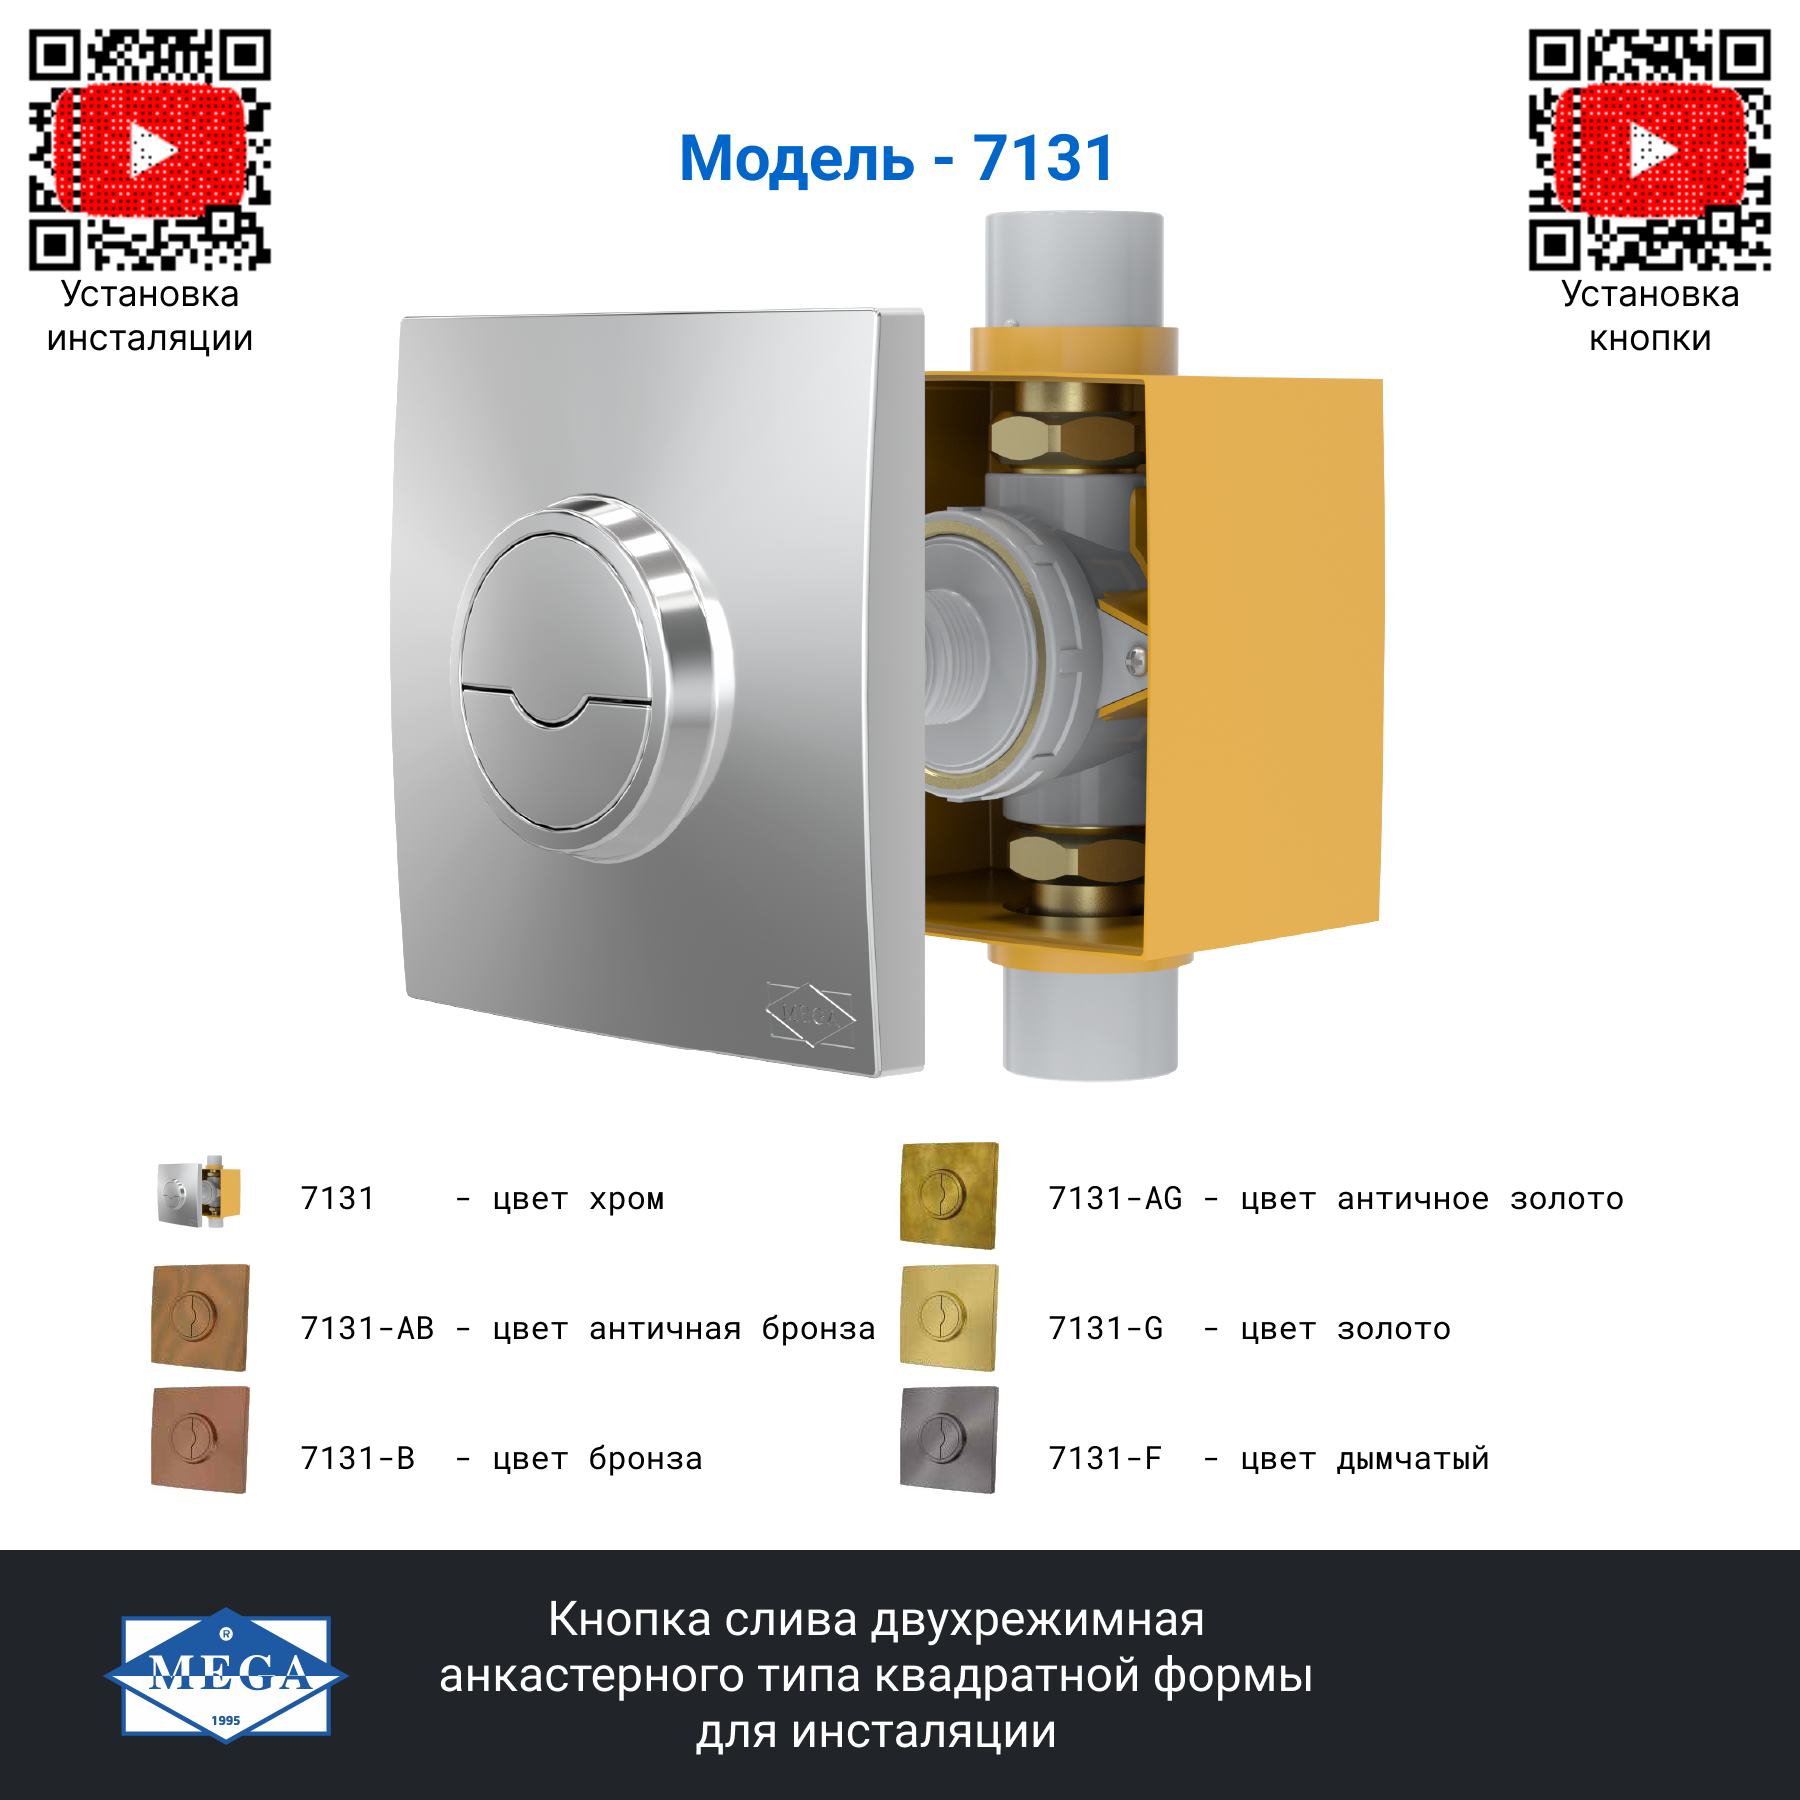 Модель - 7131
Установка
инсталяции
Установка
кнопки
MEGA
7131 - цвет хром
7131-AG - цвет античное золото
7131-AB - цвет античная бронза
7131-G - цвет золото
7131-B - цвет бронза
7131-F - цвет дымчатый
®
MEGA
1995
Кнопка слива двухрежимная
анкастерного типа квадратной формы
для инсталяции